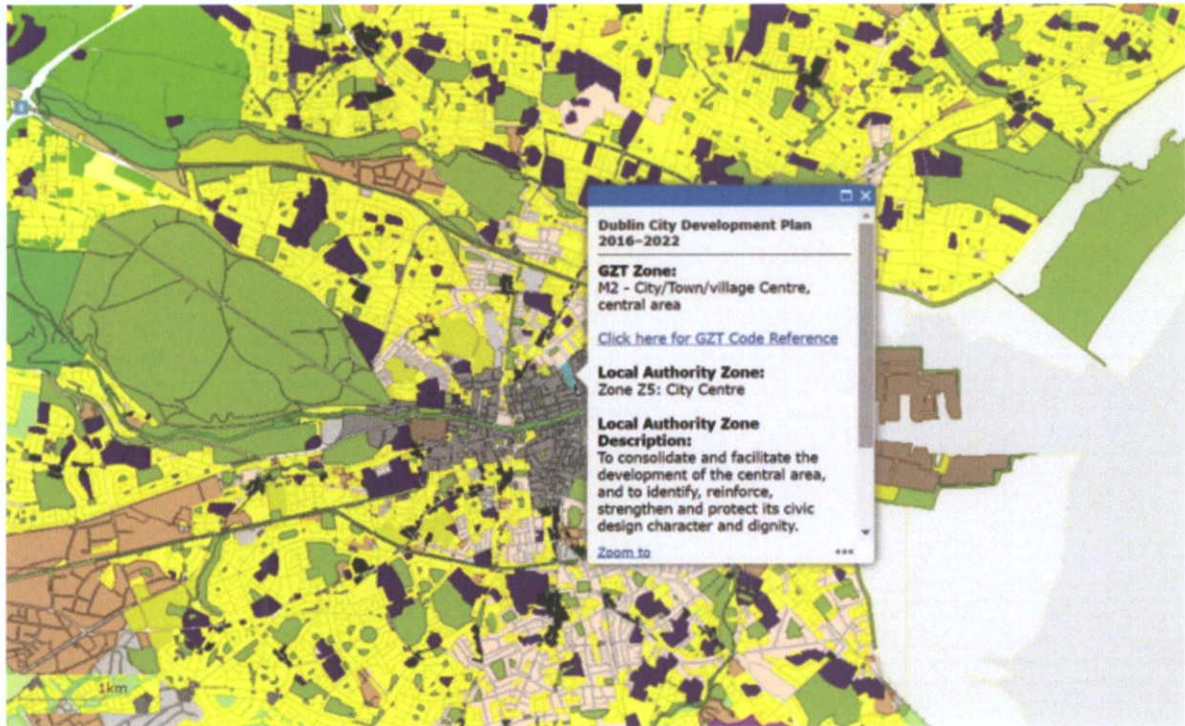 Dublin City Development Plan
2016-2022
GZT Zone:
M2 - City/Town/village Centre,
central area
Click here for GZT Code Reference
Local Authority Zone:
Zone Z5: City Centre
Local Authority Zone
Description:
To consolidate and facilitate the
development of the central area,
and to identify, reinforce,
strengthen and protect its civic
design character and dignity.
Zoom to
1km